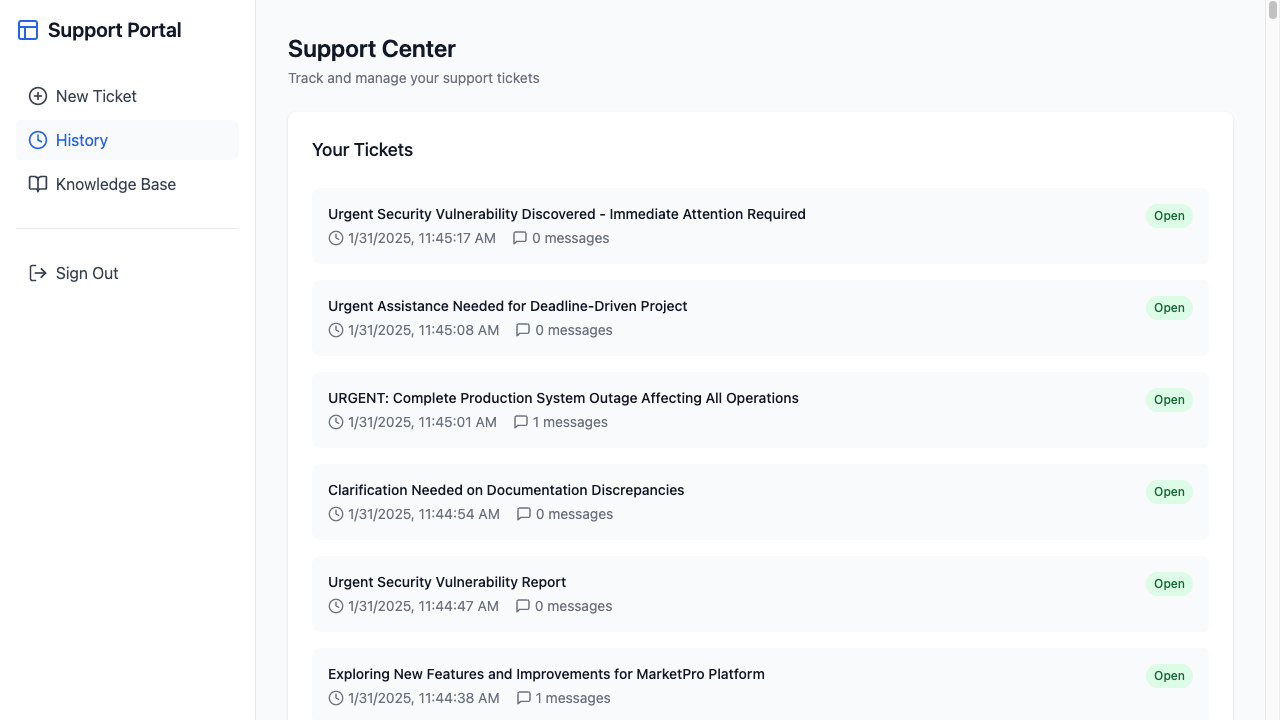 Support Portal
New Ticket
History
Knowledge Base
Sign Out
Support Center
Track and manage your support tickets
Your Tickets
Urgent Security Vulnerability Discovered - Immediate Attention Required
Open
1/31/2025, 11:45:17 AM 0 messages
Urgent Assistance Needed for Deadline-Driven Project
Open
1/31/2025, 11:45:08 AM 0 messages
URGENT: Complete Production System Outage Affecting All Operations
Open
1/31/2025, 11:45:01 AM 1 messages
Clarification Needed on Documentation Discrepancies
Open
1/31/2025, 11:44:54 AM 0 messages
Urgent Security Vulnerability Report
Open
1/31/2025, 11:44:47 AM 0 messages
Exploring New Features and Improvements for MarketPro Platform
Open
1/31/2025, 11:44:38 AM 1 messages